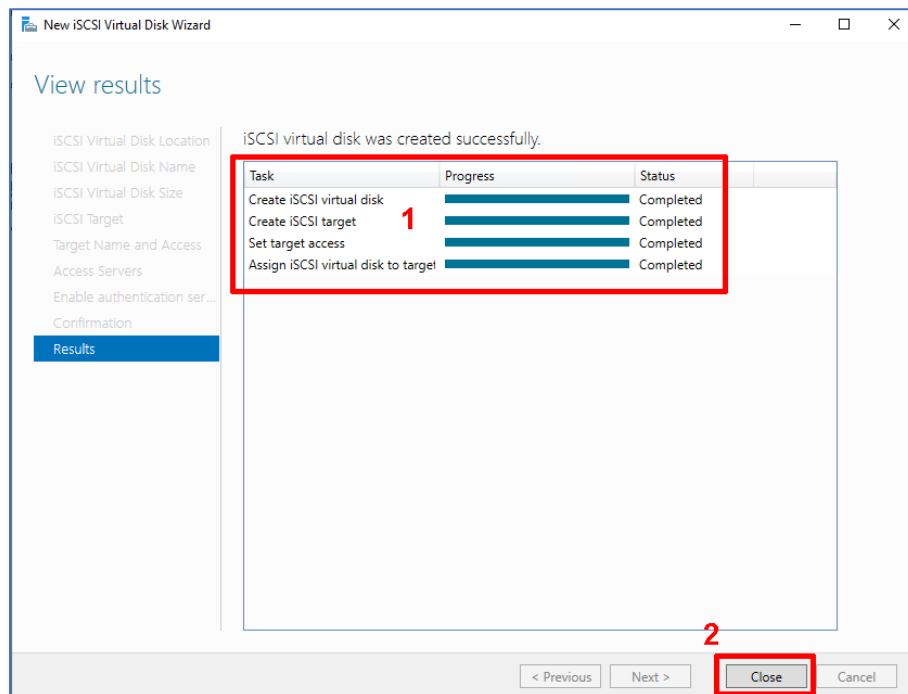 New iSCSI Virtual Disk Wizard
View results
iSCSI Virtual Disk Location
iSCSI Virtual Disk Name
iSCSI Virtual Disk Size
iSCSI Target
Target Name and Access
Access Servers
Enable authentication ser...
Confirmation
Results
iSCSI virtual disk was created successfully.
Task Progress Status
Create iSCSI virtual disk Completed
1
Create iSCSI target Completed
Set target access Completed
Assign iSCSI virtual disk to target Completed
2
< Previous Next > Close Cancel